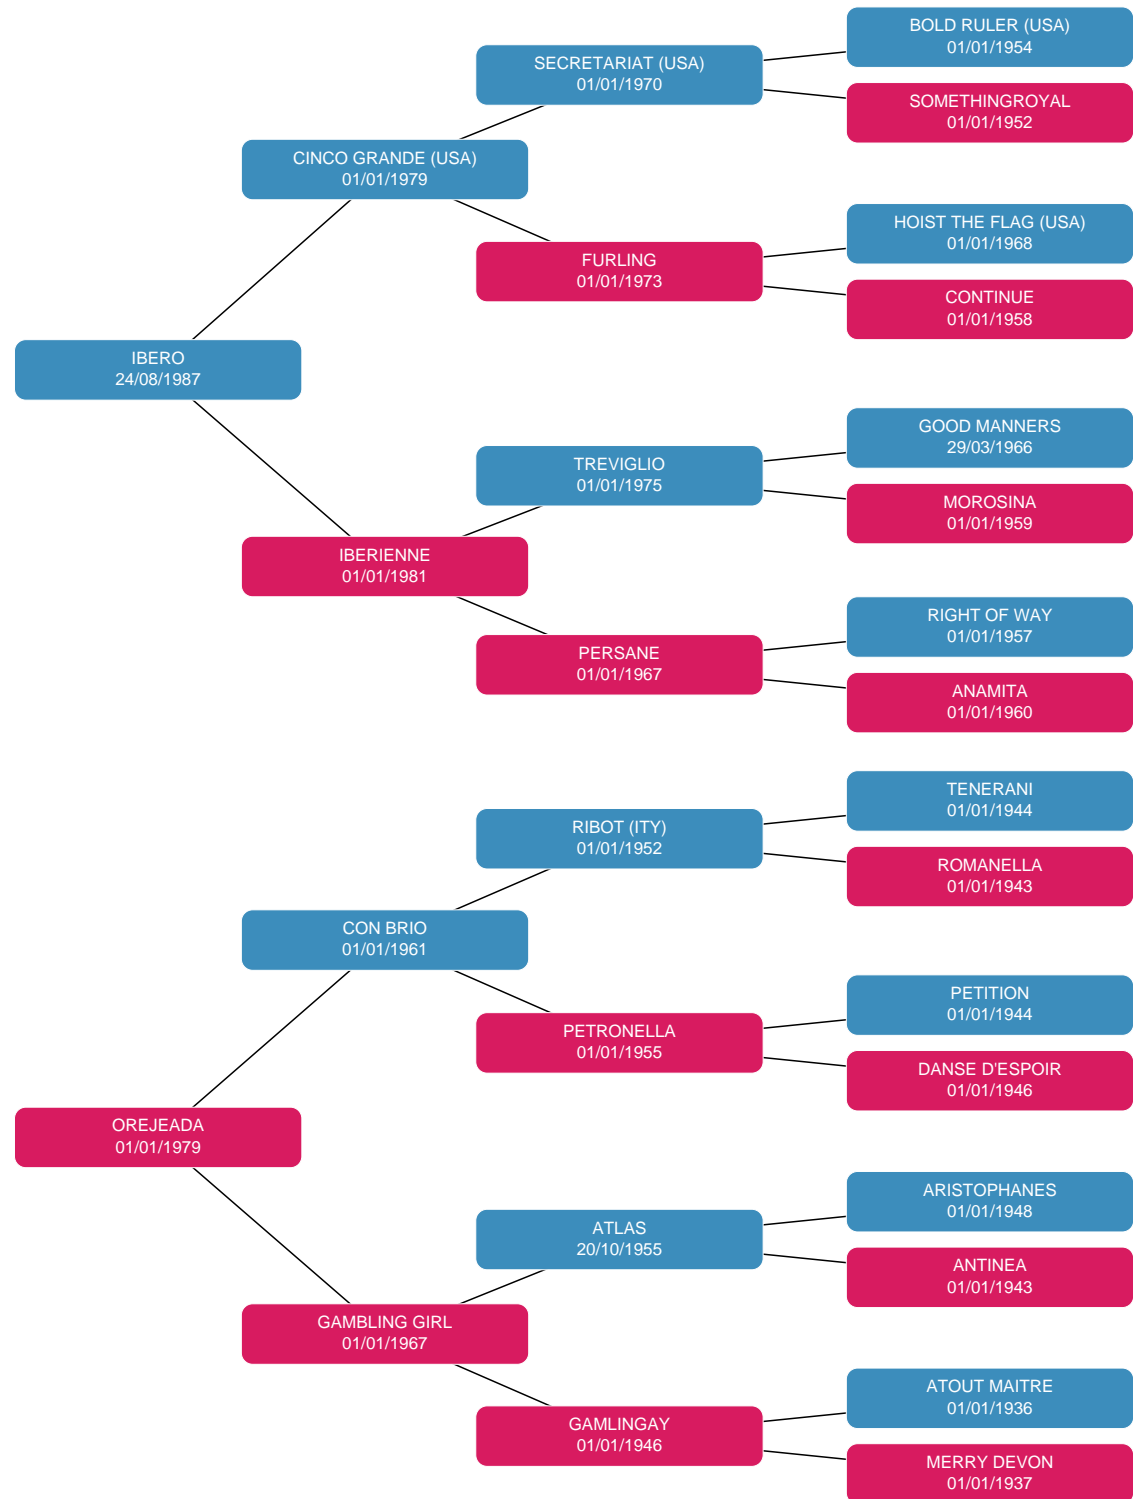 BOLD RULER (USA)
01/01/1954
SECRETARIAT (USA)
01/01/1970
SOMETHINGROYAL
01/01/1952
CINCO GRANDE (USA)
01/01/1979
HOIST THE FLAG (USA)
01/01/1968
FURLING
01/01/1973
CONTINUE
01/01/1958
IBERO
24/08/1987
GOOD MANNERS
29/03/1966
TREVIGLIO
01/01/1975
MOROSINA
01/01/1959
IBERIENNE
01/01/1981
RIGHT OF WAY
01/01/1957
PERSANE
01/01/1967
ANAMITA
01/01/1960
TENERANI
01/01/1944
RIBOT (ITY)
01/01/1952
ROMANELLA
01/01/1943
CON BRIO
01/01/1961
PETITION
01/01/1944
PETRONELLA
01/01/1955
DANSE D'ESPOIR
01/01/1946
OREJEADA
01/01/1979
ARISTOPHANES
01/01/1948
ATLAS
20/10/1955
ANTINEA
01/01/1943
GAMBLING GIRL
01/01/1967
ATOUT MAITRE
01/01/1936
GAMLINGAY
01/01/1946
MERRY DEVON
01/01/1937